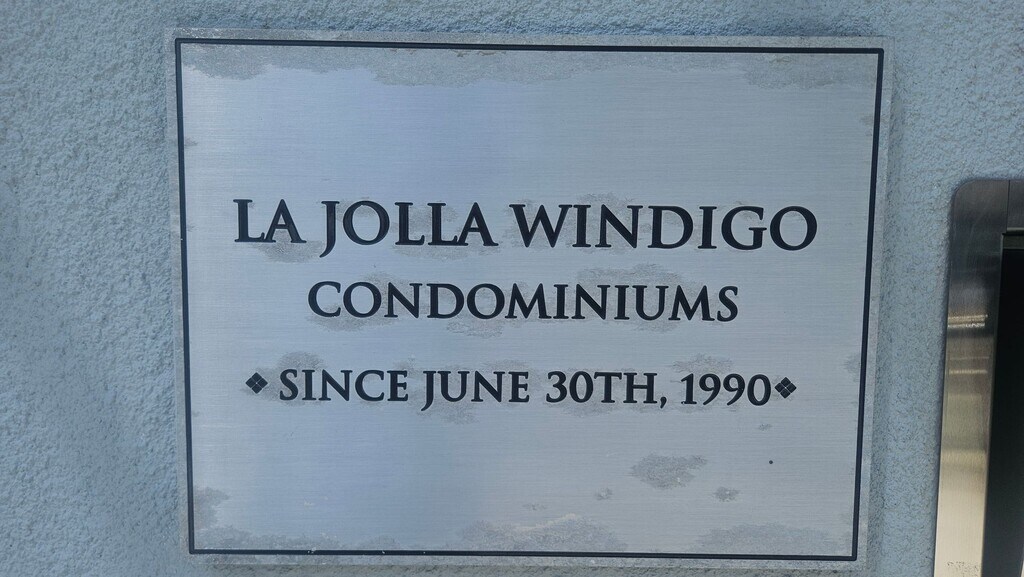 LA JOLLA WINDIGO
CONDOMINIUMS
SINCE JUNE 30TH, 1990